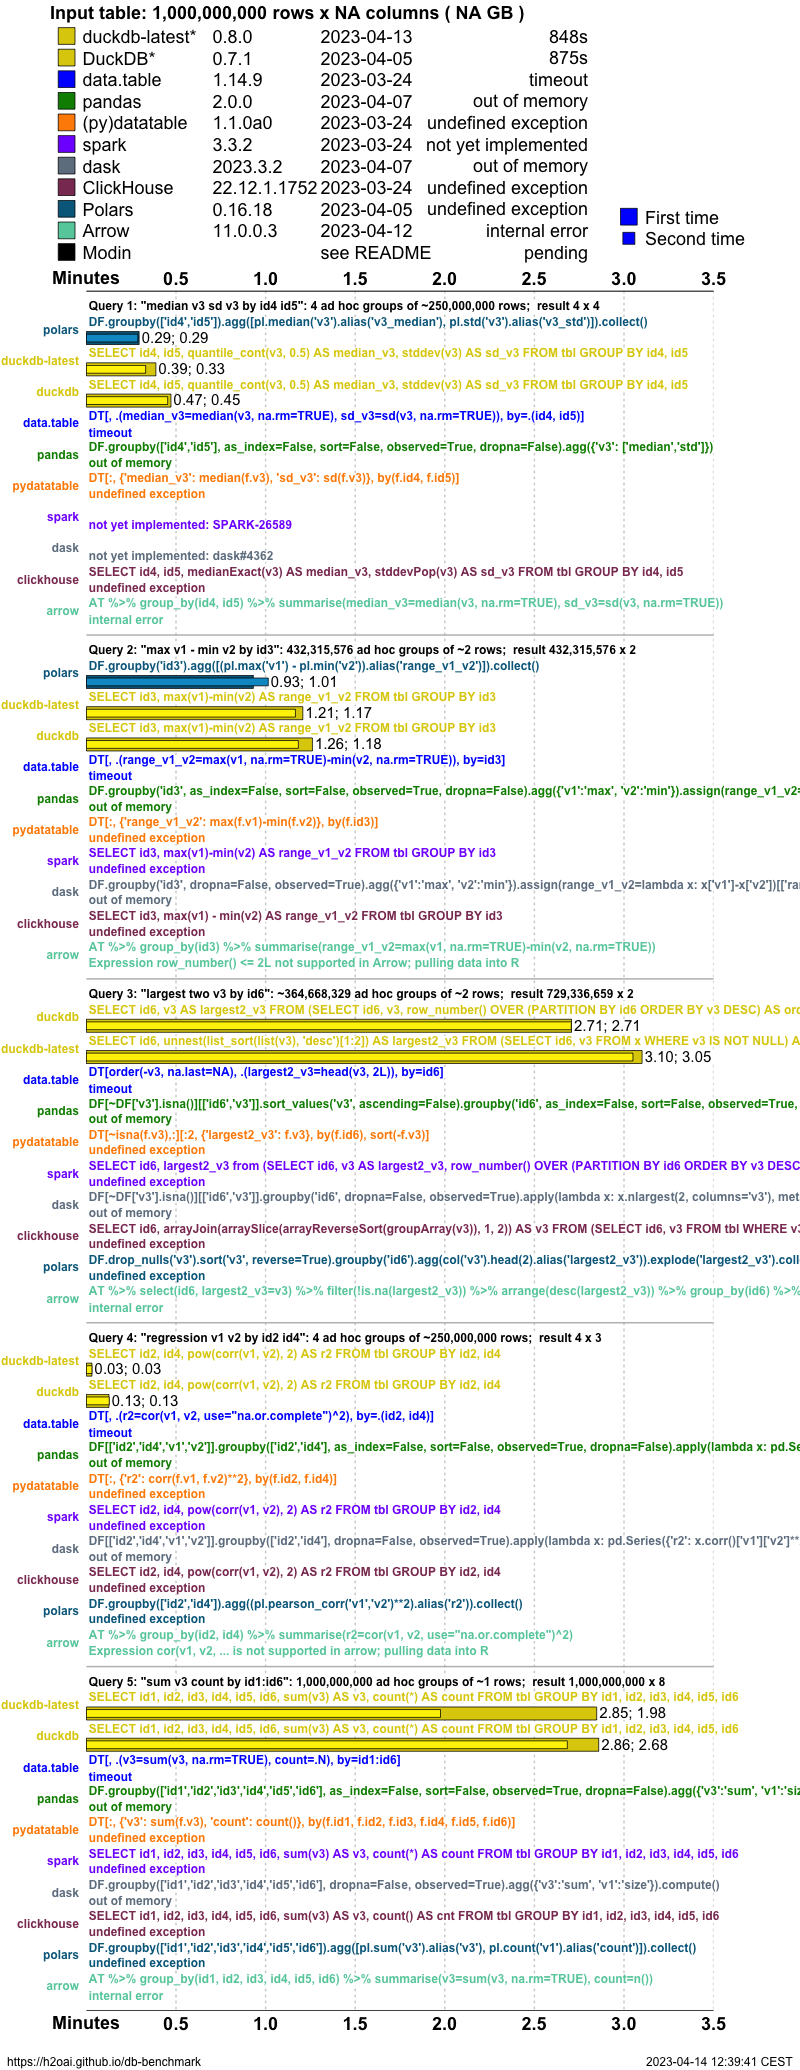 Input table: 1,000,000,000 rows x NA columns ( NA GB )
duckdb-latest* 0.8.0 2023-04-13 848s
DuckDB* 0.7.1 2023-04-05 875s
data.table 1.14.9 2023-03-24 timeout
pandas 2.0.0 2023-04-07 out of memory
(py)datatable 1.1.0a0 2023-03-24 undefined exception
spark 3.3.2 2023-03-24 not yet implemented
dask 2023.3.2 2023-04-07 out of memory
ClickHouse 22.12.1.1752 2023-03-24 undefined exception
Polars 0.16.18 2023-04-05 undefined exception
Arrow 11.0.0.3 2023-04-12 internal error
Modin see README pending
First time
Second time
Minutes 0.5 1.0 1.5 2.0 2.5 3.0 3.5
Query 1: "median v3 sd v3 by id4 id5": 4 ad hoc groups of ~250,000,000 rows;  result 4 x 4
polars DF.groupby(['id4','id5']).agg([pl.median('v3').alias('v3_median'), pl.std('v3').alias('v3_std')]).collect()
0.29; 0.29
duckdb-latest SELECT id4, id5, quantile_cont(v3, 0.5) AS median_v3, stddev(v3) AS sd_v3 FROM tbl GROUP BY id4, id5
0.39; 0.33
duckdb SELECT id4, id5, quantile_cont(v3, 0.5) AS median_v3, stddev(v3) AS sd_v3 FROM tbl GROUP BY id4, id5
0.47; 0.45
data.table DT[, .(median_v3=median(v3, na.rm=TRUE), sd_v3=sd(v3, na.rm=TRUE)), by=.(id4, id5)]
timeout
pandas DF.groupby(['id4','id5'], as_index=False, sort=False, observed=True, dropna=False).agg({'v3': ['median','std']})
out of memory
pydatatable DT[:, {'median_v3': median(f.v3), 'sd_v3': sd(f.v3)}, by(f.id4, f.id5)]
undefined exception
spark
not yet implemented: SPARK-26589
dask
not yet implemented: dask#4362
clickhouse SELECT id4, id5, medianExact(v3) AS median_v3, stddevPop(v3) AS sd_v3 FROM tbl GROUP BY id4, id5
undefined exception
arrow AT %>% group_by(id4, id5) %>% summarise(median_v3=median(v3, na.rm=TRUE), sd_v3=sd(v3, na.rm=TRUE))
internal error
Query 2: "max v1 - min v2 by id3": 432,315,576 ad hoc groups of ~2 rows;  result 432,315,576 x 2
polars DF.groupby('id3').agg([(pl.max('v1') - pl.min('v2')).alias('range_v1_v2')]).collect()
0.93; 1.01
duckdb-latest SELECT id3, max(v1)-min(v2) AS range_v1_v2 FROM tbl GROUP BY id3
1.21; 1.17
duckdb SELECT id3, max(v1)-min(v2) AS range_v1_v2 FROM tbl GROUP BY id3
1.26; 1.18
data.table DT[, .(range_v1_v2=max(v1, na.rm=TRUE)-min(v2, na.rm=TRUE)), by=id3]
timeout
pandas DF.groupby('id3', as_index=False, sort=False, observed=True, dropna=False).agg({'v1':'max', 'v2':'min'}).assign(range_v1_v2=
out of memory
pydatatable DT[:, {'range_v1_v2': max(f.v1)-min(f.v2)}, by(f.id3)]
undefined exception
spark SELECT id3, max(v1)-min(v2) AS range_v1_v2 FROM tbl GROUP BY id3
undefined exception
dask DF.groupby('id3', dropna=False, observed=True).agg({'v1':'max', 'v2':'min'}).assign(range_v1_v2=lambda x: x['v1']-x['v2'])[['ran
out of memory
clickhouse SELECT id3, max(v1) - min(v2) AS range_v1_v2 FROM tbl GROUP BY id3
undefined exception
arrow AT %>% group_by(id3) %>% summarise(range_v1_v2=max(v1, na.rm=TRUE)-min(v2, na.rm=TRUE))
Expression row_number() <= 2L not supported in Arrow; pulling data into R
Query 3: "largest two v3 by id6": ~364,668,329 ad hoc groups of ~2 rows;  result 729,336,659 x 2
duckdb SELECT id6, v3 AS largest2_v3 FROM (SELECT id6, v3, row_number() OVER (PARTITION BY id6 ORDER BY v3 DESC) AS ord
2.71; 2.71
duckdb-latest SELECT id6, unnest(list_sort(list(v3), 'desc')[1:2]) AS largest2_v3 FROM (SELECT id6, v3 FROM x WHERE v3 IS NOT NULL) A
3.10; 3.05
data.table DT[order(-v3, na.last=NA), .(largest2_v3=head(v3, 2L)), by=id6]
timeout
pandas DF[~DF['v3'].isna()][['id6','v3']].sort_values('v3', ascending=False).groupby('id6', as_index=False, sort=False, observed=True,
out of memory
pydatatable DT[~isna(f.v3),:][:2, {'largest2_v3': f.v3}, by(f.id6), sort(-f.v3)]
undefined exception
spark SELECT id6, largest2_v3 from (SELECT id6, v3 AS largest2_v3, row_number() OVER (PARTITION BY id6 ORDER BY v3 DESC
undefined exception
dask DF[~DF['v3'].isna()][['id6','v3']].groupby('id6', dropna=False, observed=True).apply(lambda x: x.nlargest(2, columns='v3'), met
out of memory
clickhouse SELECT id6, arrayJoin(arraySlice(arrayReverseSort(groupArray(v3)), 1, 2)) AS v3 FROM (SELECT id6, v3 FROM tbl WHERE v3
undefined exception
polars DF.drop_nulls('v3').sort('v3', reverse=True).groupby('id6').agg(col('v3').head(2).alias('largest2_v3')).explode('largest2_v3').coll
undefined exception
arrow AT %>% select(id6, largest2_v3=v3) %>% filter(!is.na(largest2_v3)) %>% arrange(desc(largest2_v3)) %>% group_by(id6) %>%
internal error
Query 4: "regression v1 v2 by id2 id4": 4 ad hoc groups of ~250,000,000 rows;  result 4 x 3
duckdb-latest SELECT id2, id4, pow(corr(v1, v2), 2) AS r2 FROM tbl GROUP BY id2, id4
0.03; 0.03
duckdb SELECT id2, id4, pow(corr(v1, v2), 2) AS r2 FROM tbl GROUP BY id2, id4
0.13; 0.13
data.table DT[, .(r2=cor(v1, v2, use="na.or.complete")^2), by=.(id2, id4)]
timeout
pandas DF[['id2','id4','v1','v2']].groupby(['id2','id4'], as_index=False, sort=False, observed=True, dropna=False).apply(lambda x: pd.Se
out of memory
pydatatable DT[:, {'r2': corr(f.v1, f.v2)**2}, by(f.id2, f.id4)]
undefined exception
spark SELECT id2, id4, pow(corr(v1, v2), 2) AS r2 FROM tbl GROUP BY id2, id4
undefined exception
dask DF[['id2','id4','v1','v2']].groupby(['id2','id4'], dropna=False, observed=True).apply(lambda x: pd.Series({'r2': x.corr()['v1']['v2']**
out of memory
clickhouse SELECT id2, id4, pow(corr(v1, v2), 2) AS r2 FROM tbl GROUP BY id2, id4
undefined exception
polars DF.groupby(['id2','id4']).agg((pl.pearson_corr('v1','v2')**2).alias('r2')).collect()
undefined exception
arrow AT %>% group_by(id2, id4) %>% summarise(r2=cor(v1, v2, use="na.or.complete")^2)
Expression cor(v1, v2, ... is not supported in arrow; pulling data into R
Query 5: "sum v3 count by id1:id6": 1,000,000,000 ad hoc groups of ~1 rows;  result 1,000,000,000 x 8
duckdb-latest SELECT id1, id2, id3, id4, id5, id6, sum(v3) AS v3, count(*) AS count FROM tbl GROUP BY id1, id2, id3, id4, id5, id6
2.85; 1.98
duckdb SELECT id1, id2, id3, id4, id5, id6, sum(v3) AS v3, count(*) AS count FROM tbl GROUP BY id1, id2, id3, id4, id5, id6
2.86; 2.68
data.table DT[, .(v3=sum(v3, na.rm=TRUE), count=.N), by=id1:id6]
timeout
pandas DF.groupby(['id1','id2','id3','id4','id5','id6'], as_index=False, sort=False, observed=True, dropna=False).agg({'v3':'sum', 'v1':'size
out of memory
pydatatable DT[:, {'v3': sum(f.v3), 'count': count()}, by(f.id1, f.id2, f.id3, f.id4, f.id5, f.id6)]
undefined exception
spark SELECT id1, id2, id3, id4, id5, id6, sum(v3) AS v3, count(*) AS count FROM tbl GROUP BY id1, id2, id3, id4, id5, id6
undefined exception
dask DF.groupby(['id1','id2','id3','id4','id5','id6'], dropna=False, observed=True).agg({'v3':'sum', 'v1':'size'}).compute()
out of memory
clickhouse SELECT id1, id2, id3, id4, id5, id6, sum(v3) AS v3, count() AS cnt FROM tbl GROUP BY id1, id2, id3, id4, id5, id6
undefined exception
polars DF.groupby(['id1','id2','id3','id4','id5','id6']).agg([pl.sum('v3').alias('v3'), pl.count('v1').alias('count')]).collect()
undefined exception
arrow AT %>% group_by(id1, id2, id3, id4, id5, id6) %>% summarise(v3=sum(v3, na.rm=TRUE), count=n())
internal error
Minutes 0.5 1.0 1.5 2.0 2.5 3.0 3.5
https://h2oai.github.io/db-benchmark 2023-04-14 12:39:41 CEST